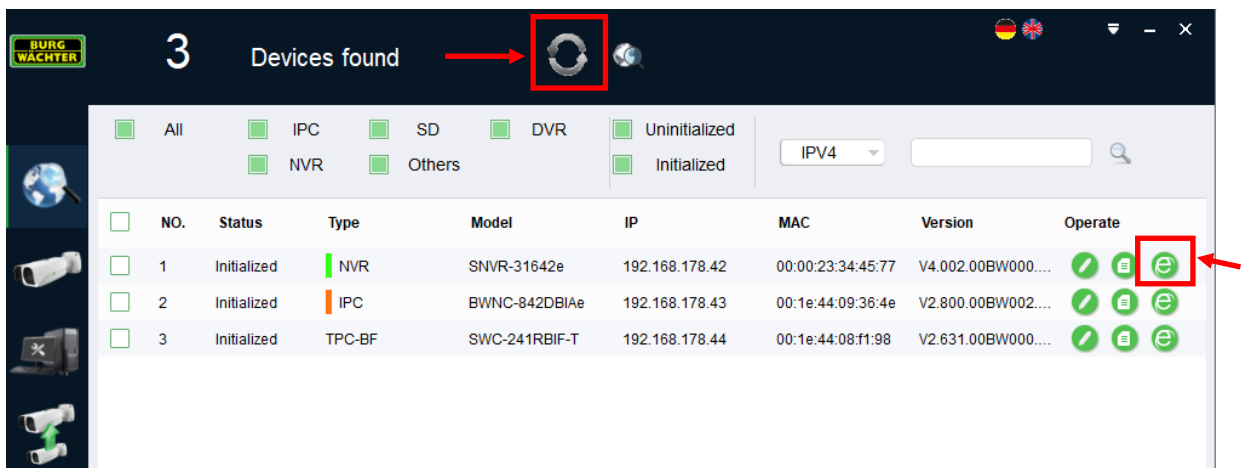 BURG
WÄCHTER
3 Devices found
All IPC SD DVR Uninitialized
NVR Others Initialized
IPV4
NO. Status Type Model IP MAC Version Operate
1 Initialized NVR SNVR-31642e 192.168.178.42 00:00:23:34:45:77 V4.002.00BW000....
2 Initialized IPC BWNC-842DBIAe 192.168.178.43 00:1e:44:09:36:4e V2.800.00BW002....
3 Initialized TPC-BF SWC-241RBIF-T 192.168.178.44 00:1e:44:08:f1:98 V2.631.00BW000....